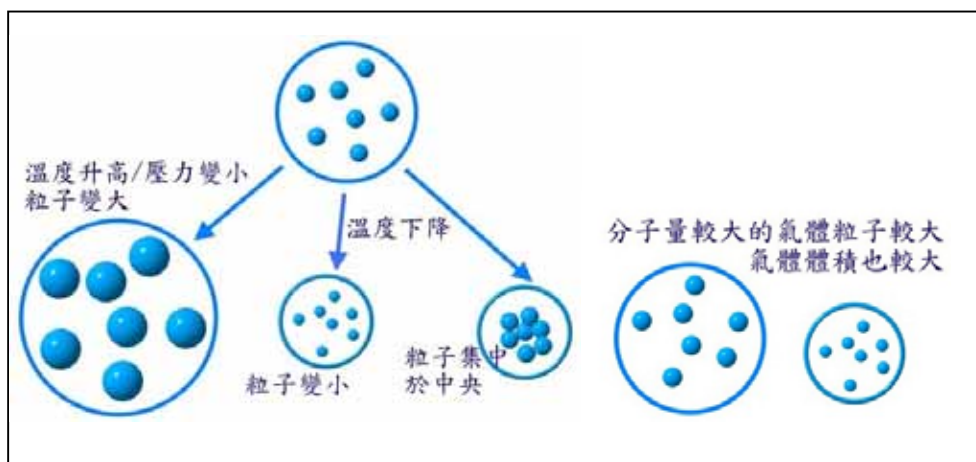 溫度升高/壓力變小
粒子變大
溫度下降
粒子變小
粒子集中
於中央
分子量較大的氣體粒子較大
氣體體積也較大